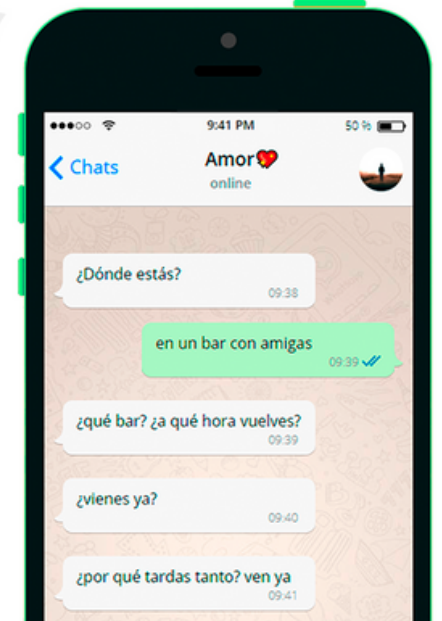 9:41 PM
50 %
Chats
Amor💖
online
¿Dónde estás?
09:38
en un bar con amigas
09:39
¿qué bar? ¿a qué hora vuelves?
09:39
¿vienes ya?
09:40
¿por qué tardas tanto? ven ya
09:41